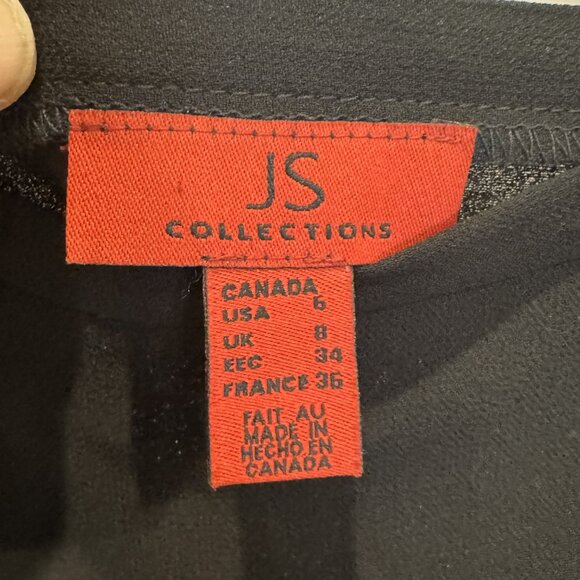 JS
COLLECTIONS
CANADA
USA 6
UK 8
EEC 34
FRANCE 36
FAIT AU
MADE IN
HECHO EN
CANADA